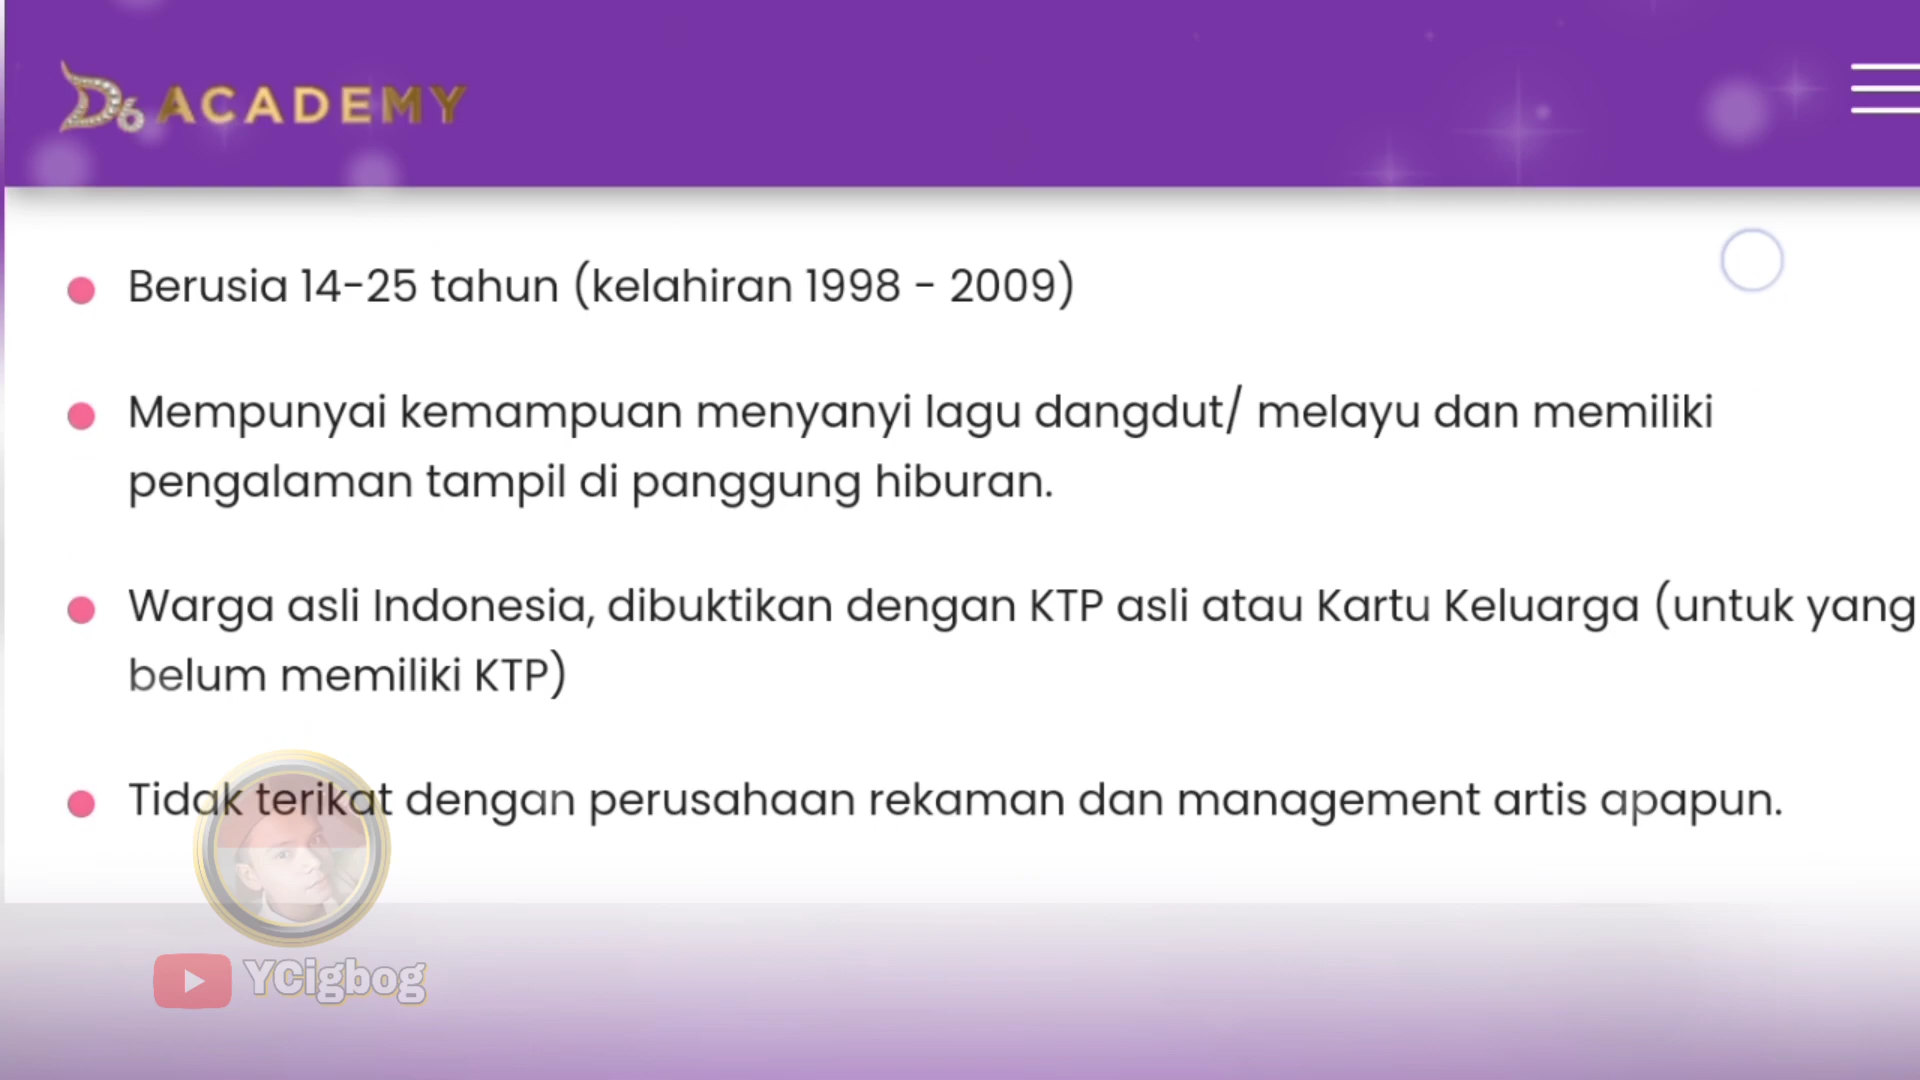 D6 ACADEMY
Berusia 14-25 tahun (kelahiran 1998 - 2009)
Mempunyai kemampuan menyanyi lagu dangdut/ melayu dan memiliki
pengalaman tampil di panggung hiburan.
Warga asli Indonesia, dibuktikan dengan KTP asli atau Kartu Keluarga (untuk yang
belum memiliki KTP)
Tidak terikat dengan perusahaan rekaman dan management artis apapun.
YCigbog